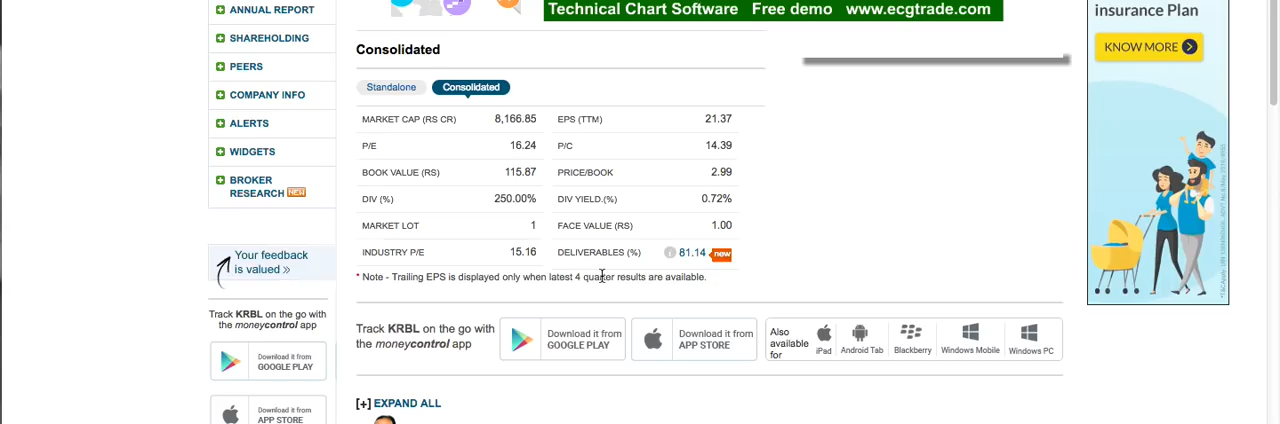 ANNUAL REPORT
SHAREHOLDING
PEERS
COMPANY INFO
ALERTS
WIDGETS
BROKER
RESEARCH NEW
Your feedback
is valued »
Track KRBL on the go with
the moneycontrol app
Download it from
GOOGLE PLAY
Download it from
APP STORE
Technical Chart Software Free demo www.ecgtrade.com
Consolidated
Standalone Consolidated
MARKET CAP (RS CR) 8,166.85 EPS (TTM) 21.37
P/E 16.24 P/C 14.39
BOOK VALUE (RS) 115.87 PRICE/BOOK 2.99
DIV (%) 250.00% DIV YIELD.(%) 0.72%
MARKET LOT 1 FACE VALUE (RS) 1.00
INDUSTRY P/E 15.16 DELIVERABLES (%) i 81.14 new
* Note - Trailing EPS is displayed only when latest 4 quarter results are available.
Track KRBL on the go with
the moneycontrol app
Download it from
GOOGLE PLAY
Download it from
APP STORE
Also
available
for
iPad Android Tab Blackberry Windows Mobile Windows PC
[+] EXPAND ALL
insurance Plan
KNOW MORE